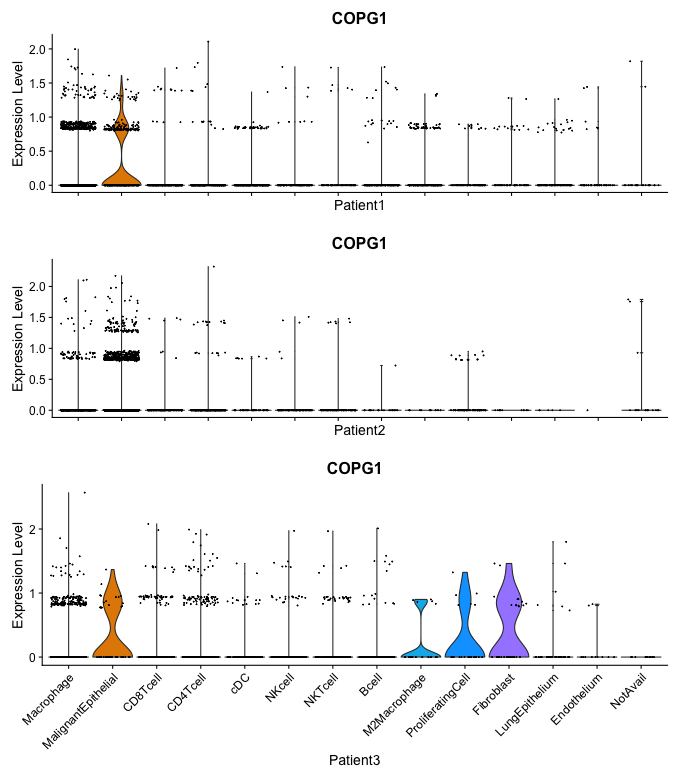 COPG1
Expression Level
2.0
1.5
1.0
0.5
0.0
Patient1
COPG1
Expression Level
2.0
1.5
1.0
0.5
0.0
Patient2
COPG1
Expression Level
2
1
0
Macrophage
MalignantEpithelial
CD8Tcell
CD4Tcell
cDC
NKcell
NKTcell
Bcell
M2Macrophage
ProliferatingCell
Fibroblast
LungEpithelium
Endothelium
NotAvail
Patient3